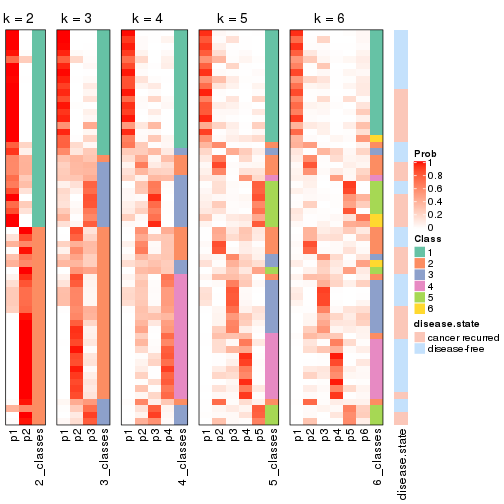 k = 2 k = 3 k = 4 k = 5 k = 6
Prob
1
0.8
0.6
0.4
0.2
0
Class
1
2
3
4
5
6
disease.state
cancer recurred
disease-free
p1 p2 2_classes p1 p2 p3 3_classes p1 p2 p3 p4 4_classes p1 p2 p3 p4 p5 5_classes p1 p2 p3 p4 p5 p6 6_classes disease.state